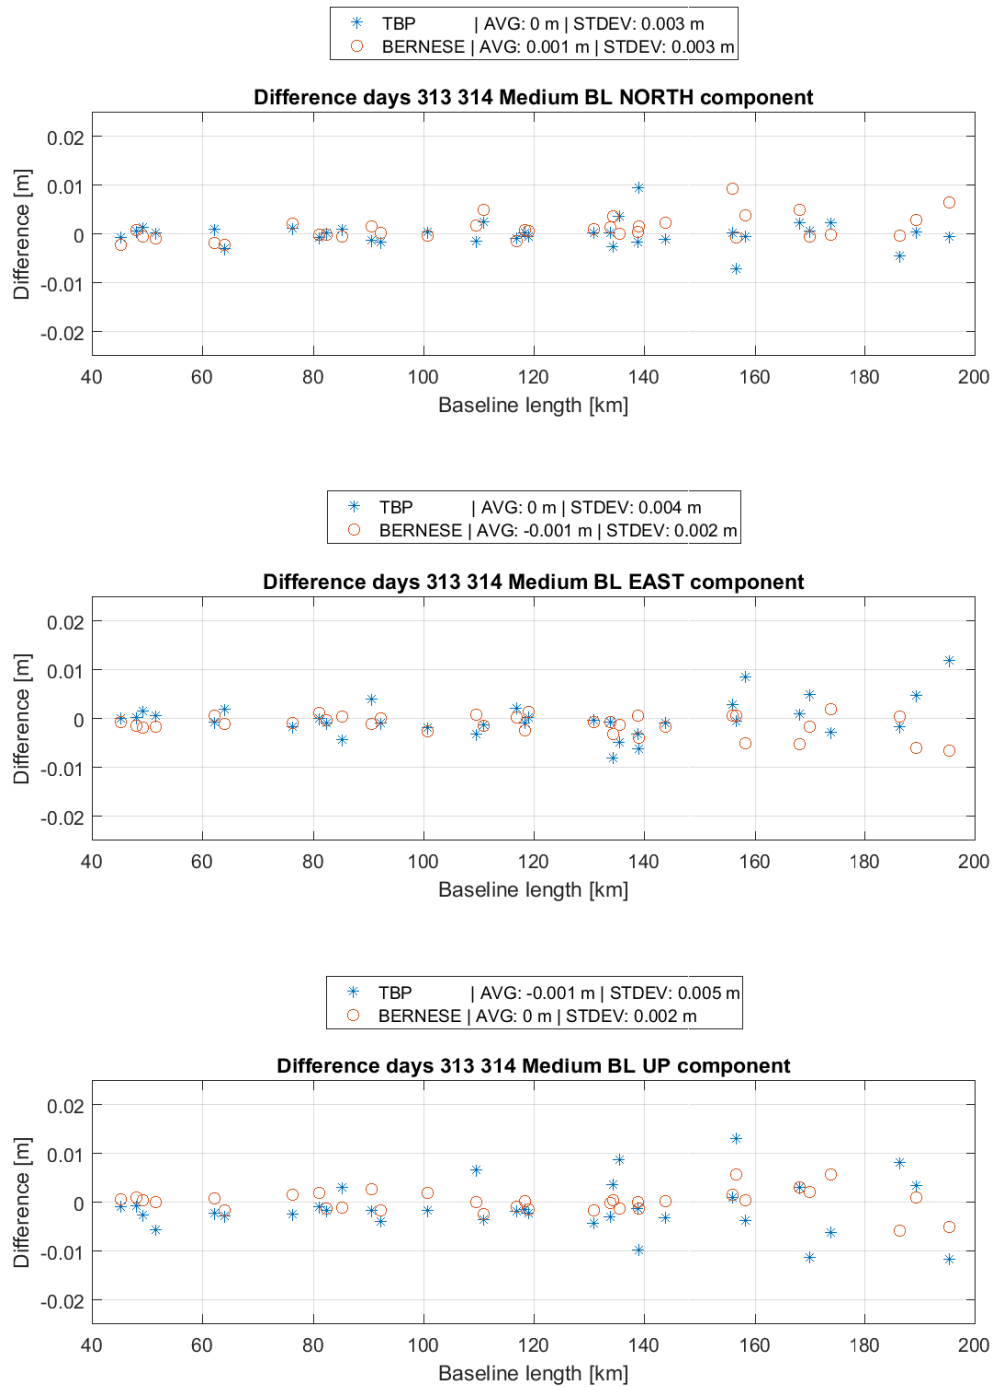 TBP | AVG: 0 m | STDEV: 0.003 m
BERNESE | AVG: 0.001 m | STDEV: 0.003 m
Difference days 313 314 Medium BL NORTH component
Difference [m]
0.02
0.01
0
-0.01
-0.02
40 60 80 100 120 140 160 180 200
Baseline length [km]
TBP | AVG: 0 m | STDEV: 0.004 m
BERNESE | AVG: -0.001 m | STDEV: 0.002 m
Difference days 313 314 Medium BL EAST component
Difference [m]
0.02
0.01
0
-0.01
-0.02
40 60 80 100 120 140 160 180 200
Baseline length [km]
TBP | AVG: -0.001 m | STDEV: 0.005 m
BERNESE | AVG: 0 m | STDEV: 0.002 m
Difference days 313 314 Medium BL UP component
Difference [m]
0.02
0.01
0
-0.01
-0.02
40 60 80 100 120 140 160 180 200
Baseline length [km]